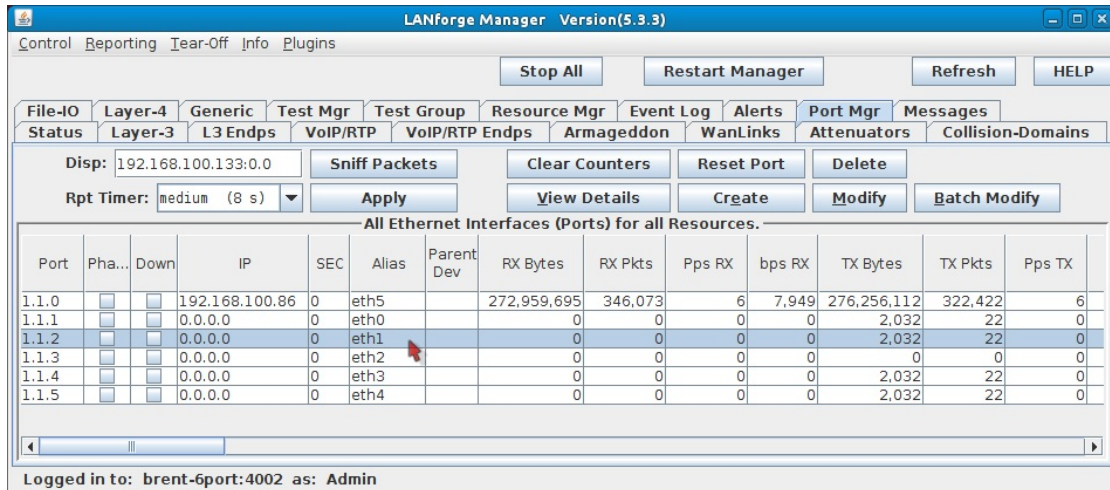 LANforge Manager Version(5.3.3)
Control Reporting Tear-Off Info Plugins
Stop All Restart Manager Refresh HELP
File-IO Layer-4 Generic Test Mgr Test Group Resource Mgr Event Log Alerts Port Mgr Messages
Status Layer-3 L3 Endps VoIP/RTP VoIP/RTP Endps Armageddon WanLinks Attenuators Collision-Domains
Disp: 192.168.100.133:0.0 Sniff Packets Clear Counters Reset Port Delete
Rpt Timer: medium (8 s) Apply View Details Create Modify Batch Modify
All Ethernet Interfaces (Ports) for all Resources.
Port Pha... Down IP SEC Alias Parent Dev RX Bytes RX Pkts Pps RX bps RX TX Bytes TX Pkts Pps TX
1.1.0 192.168.100.86 0 eth5 272,959,695 346,073 6 7,949 276,256,112 322,422 6
1.1.1 0.0.0.0 0 eth0 0 0 0 0 2,032 22 0
1.1.2 0.0.0.0 0 eth1 0 0 0 0 2,032 22 0
1.1.3 0.0.0.0 0 eth2 0 0 0 0 0 0 0
1.1.4 0.0.0.0 0 eth3 0 0 0 0 2,032 22 0
1.1.5 0.0.0.0 0 eth4 0 0 0 0 2,032 22 0
Logged in to: brent-6port:4002 as: Admin